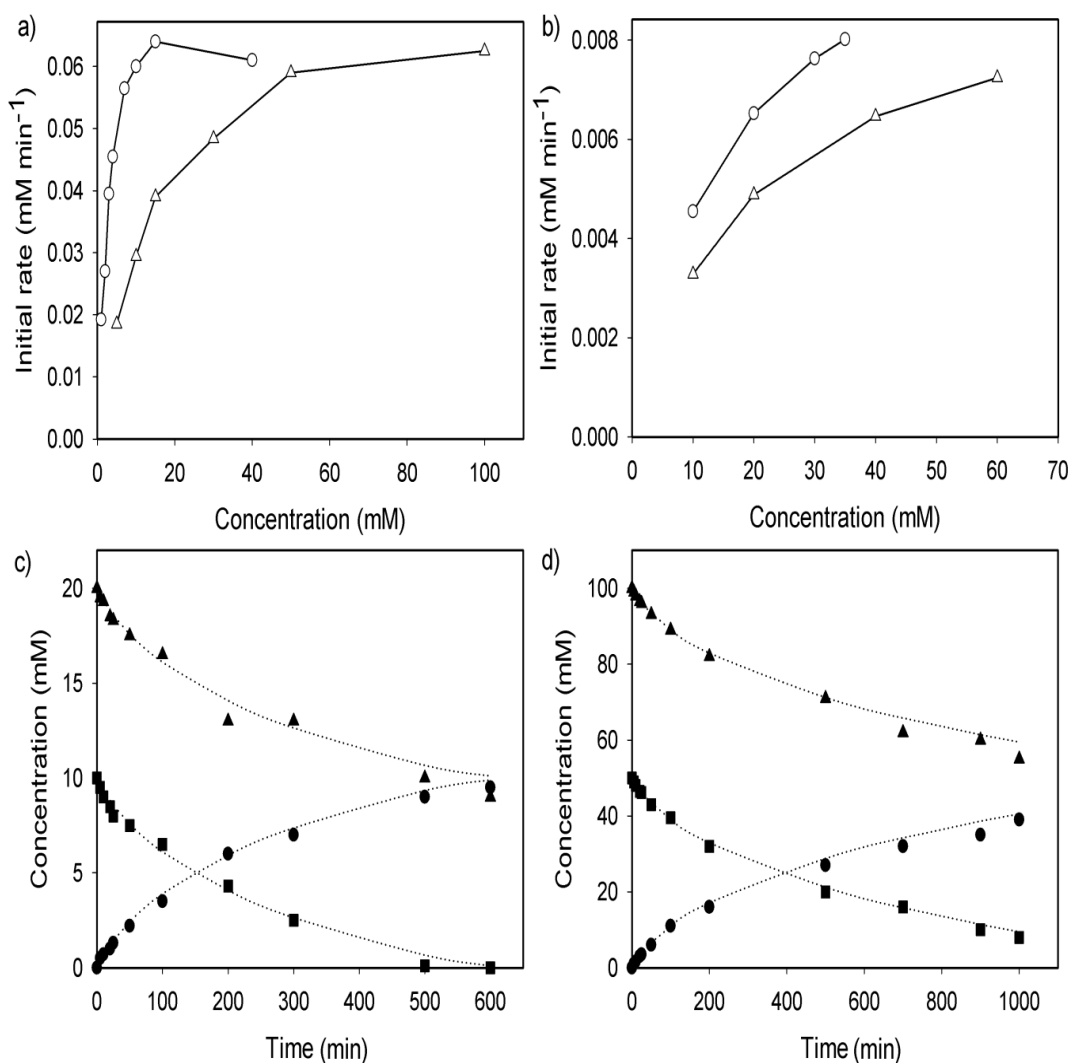 a)
Initial rate (mM min⁻¹)
0.06
0.05
0.04
0.03
0.02
0.01
0.00
0 20 40 60 80 100
Concentration (mM)
b)
Initial rate (mM min⁻¹)
0.008
0.006
0.004
0.002
0.000
0 10 20 30 40 50 60 70
Concentration (mM)
c)
Concentration (mM)
20
15
10
5
0
0 100 200 300 400 500 600
Time (min)
d)
Concentration (mM)
100
80
60
40
20
0
0 200 400 600 800 1000
Time (min)